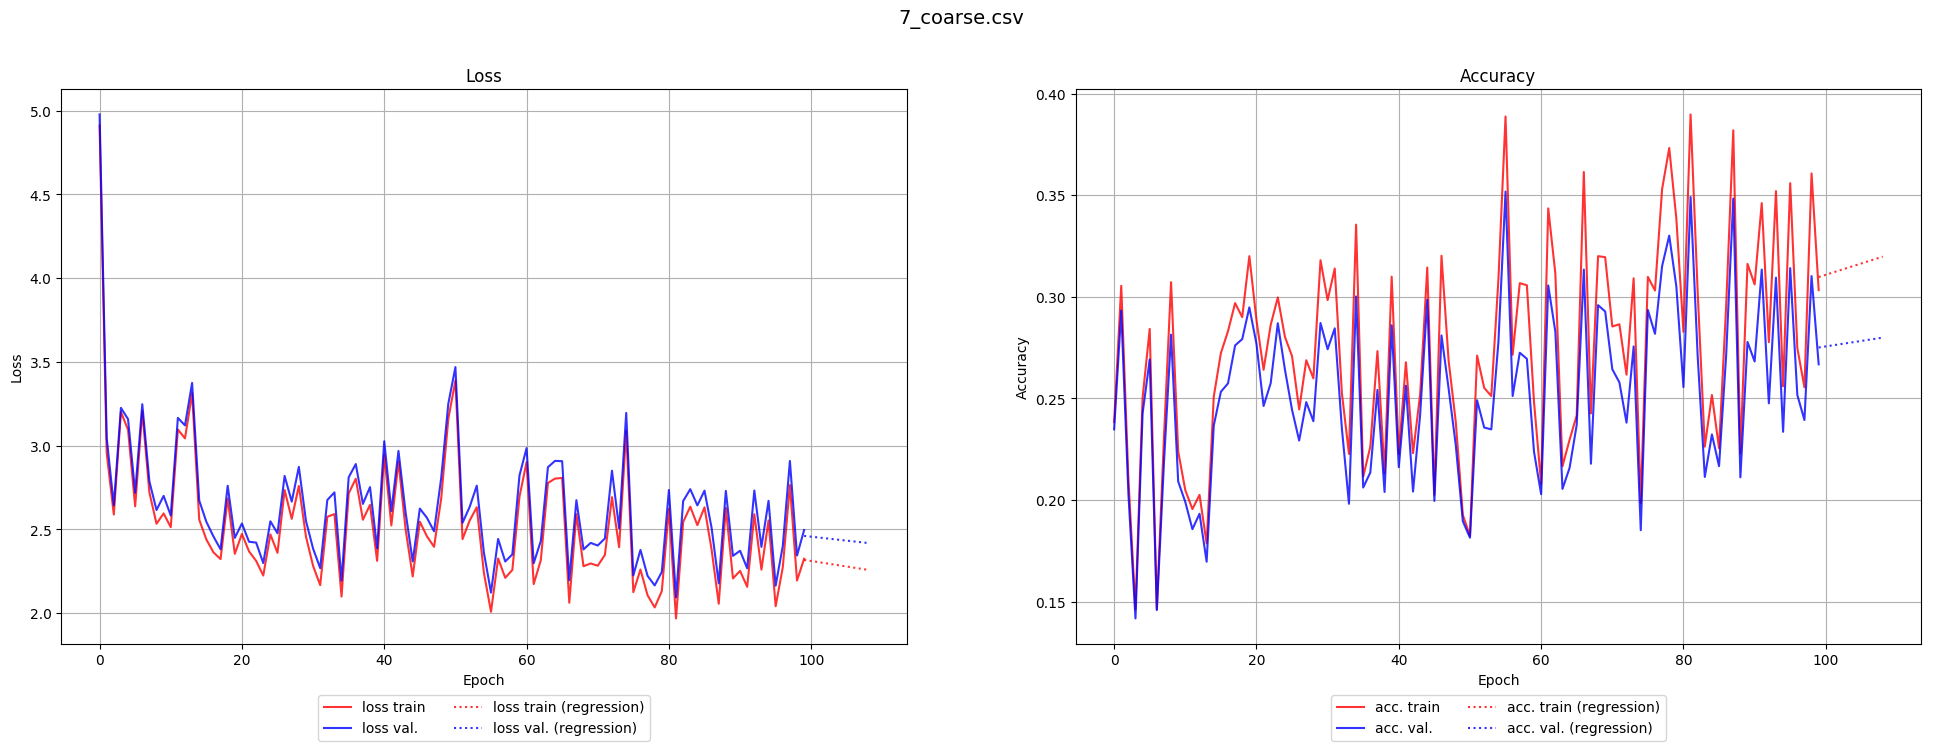 7_coarse.csv
Loss
5.0
4.5
4.0
3.5
3.0
2.5
2.0
Loss
0 20 40 60 80 100
Epoch
loss train loss train (regression)
loss val. loss val. (regression)
Accuracy
0.40
0.35
0.30
0.25
0.20
0.15
Accuracy
0 20 40 60 80 100
Epoch
acc. train acc. train (regression)
acc. val. acc. val. (regression)